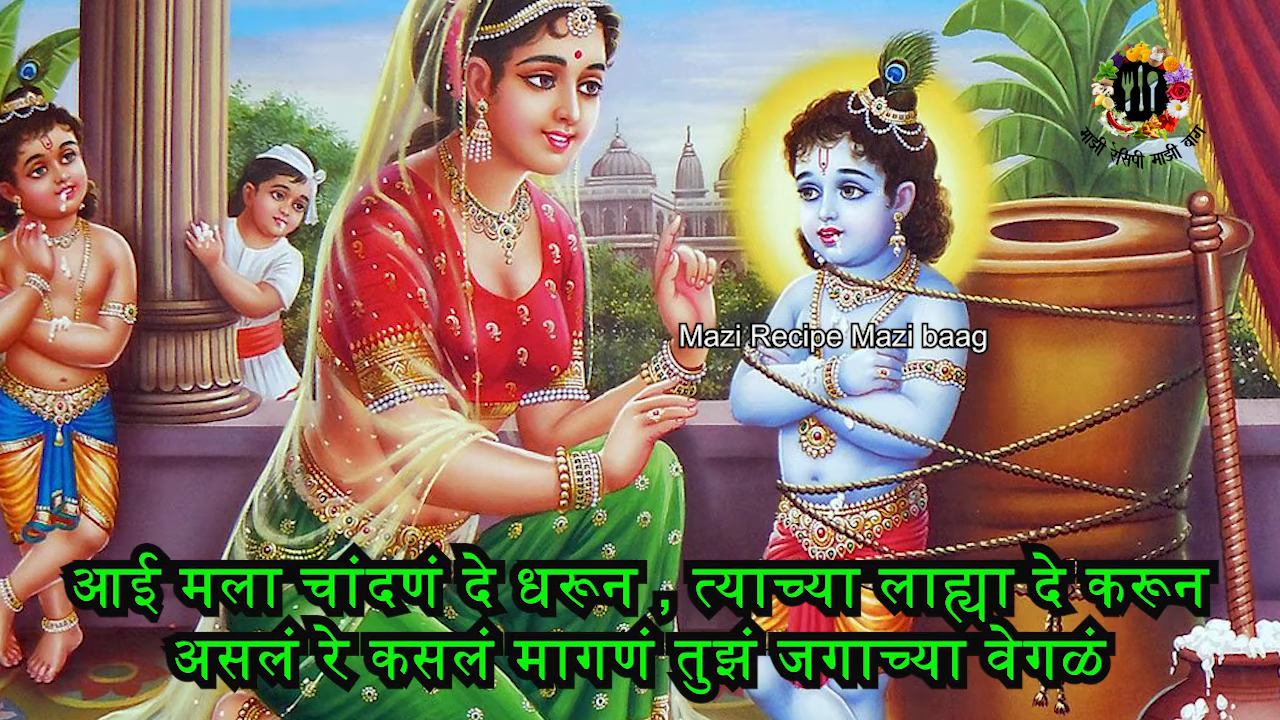 माझी रेसिपी माझी बाग
Mazi Recipe Mazi baag
आई मला चांदणं दे धरून , त्याच्या लाह्या दे करून
असलं रे कसलं मागणं तुझं जगाच्या वेगळं